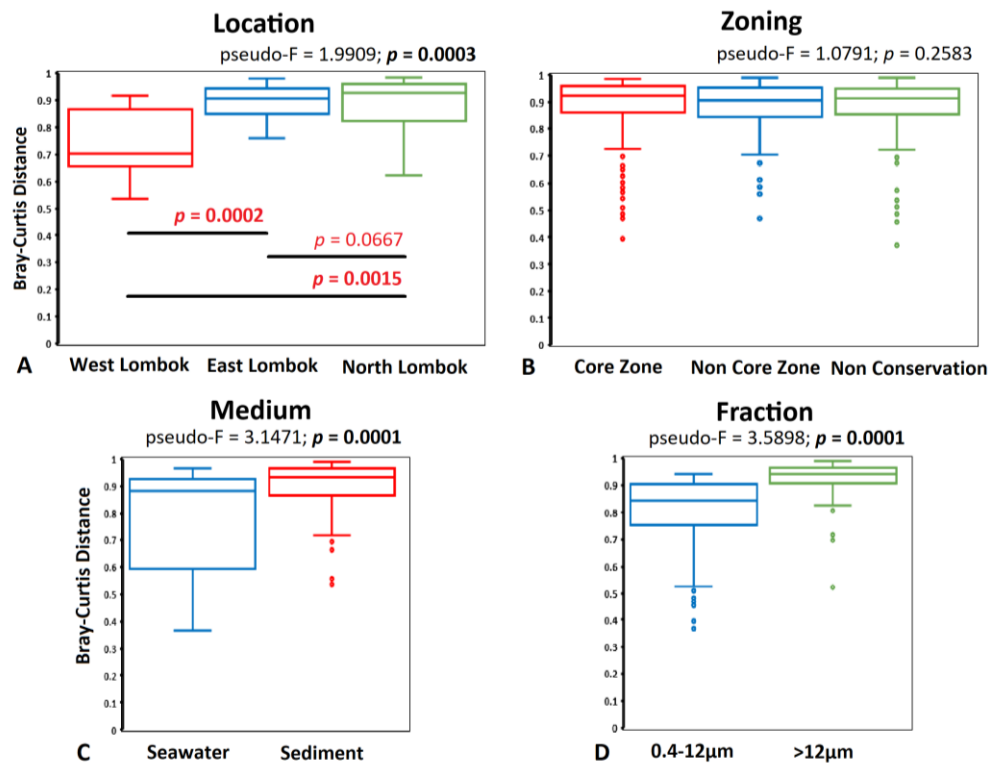 Location
pseudo-F = 1.9909; p = 0.0003
Bray-Curtis Distance
1
0.9
0.8
0.7
0.6
0.5
0.4
0.3
0.2
0.1
0
p = 0.0002
p = 0.0667
p = 0.0015
A West Lombok East Lombok North Lombok
Zoning
pseudo-F = 1.0791; p = 0.2583
1
0.9
0.8
0.7
0.6
0.5
0.4
0.3
0.2
0.1
0
B Core Zone Non Core Zone Non Conservation
Medium
pseudo-F = 3.1471; p = 0.0001
Bray-Curtis Distance
1
0.9
0.8
0.7
0.6
0.5
0.4
0.3
0.2
0.1
0
C Seawater Sediment
Fraction
pseudo-F = 3.5898; p = 0.0001
1
0.9
0.8
0.7
0.6
0.5
0.4
0.3
0.2
0.1
0
D 0.4-12μm >12μm